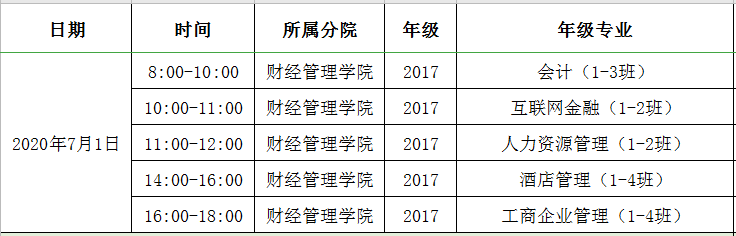 日期 时间 所属分院 年级 年级专业
8:00-10:00 财经管理学院 2017 会计（1-3班）
10:00-11:00 财经管理学院 2017 互联网金融（1-2班）
2020年7月1日 11:00-12:00 财经管理学院 2017 人力资源管理（1-2班）
14:00-16:00 财经管理学院 2017 酒店管理（1-4班）
16:00-18:00 财经管理学院 2017 工商企业管理（1-4班）